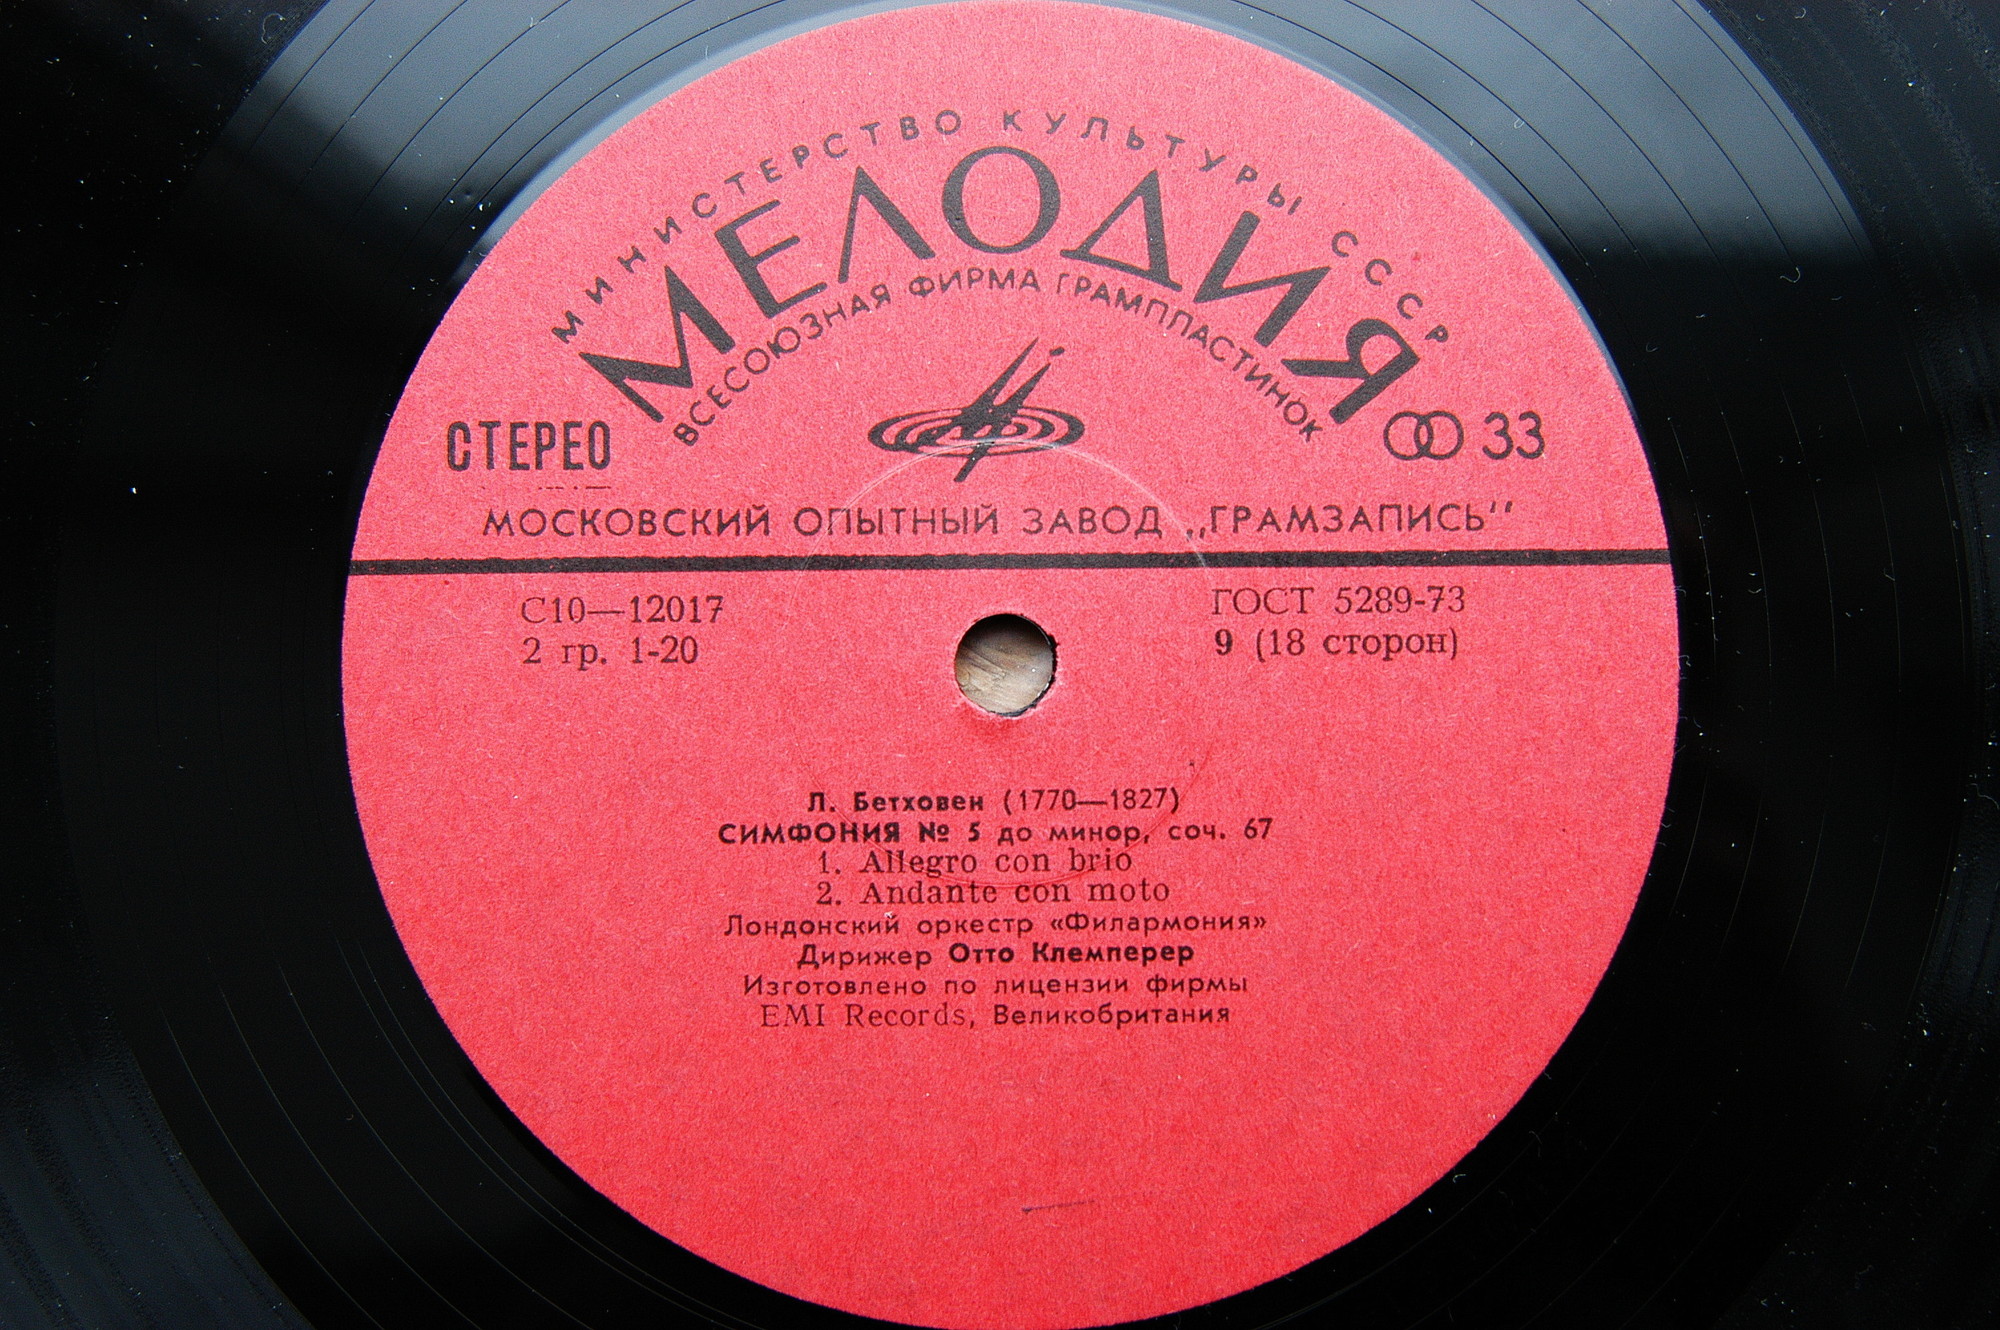 МИНИСТЕРСТВО КУЛЬТУРЫ СССР
МЕЛОДИЯ
ВСЕСОЮЗНАЯ ФИРМА ГРАМПЛАСТИНОК
СТЕРЕО
33
МОСКОВСКИЙ ОПЫТНЫЙ ЗАВОД „ГРАМЗАПИСЬ"
С10—12017
2 гр. 1-20
ГОСТ 5289-73
9 (18 сторон)
Л. Бетховен (1770—1827)
СИМФОНИЯ № 5 до минор, соч. 67
1. Allegro con brio
2. Andante con moto
Лондонский оркестр «Филармония»
Дирижер Отто Клемперер
Изготовлено по лицензии фирмы
EMI Records, Великобритания